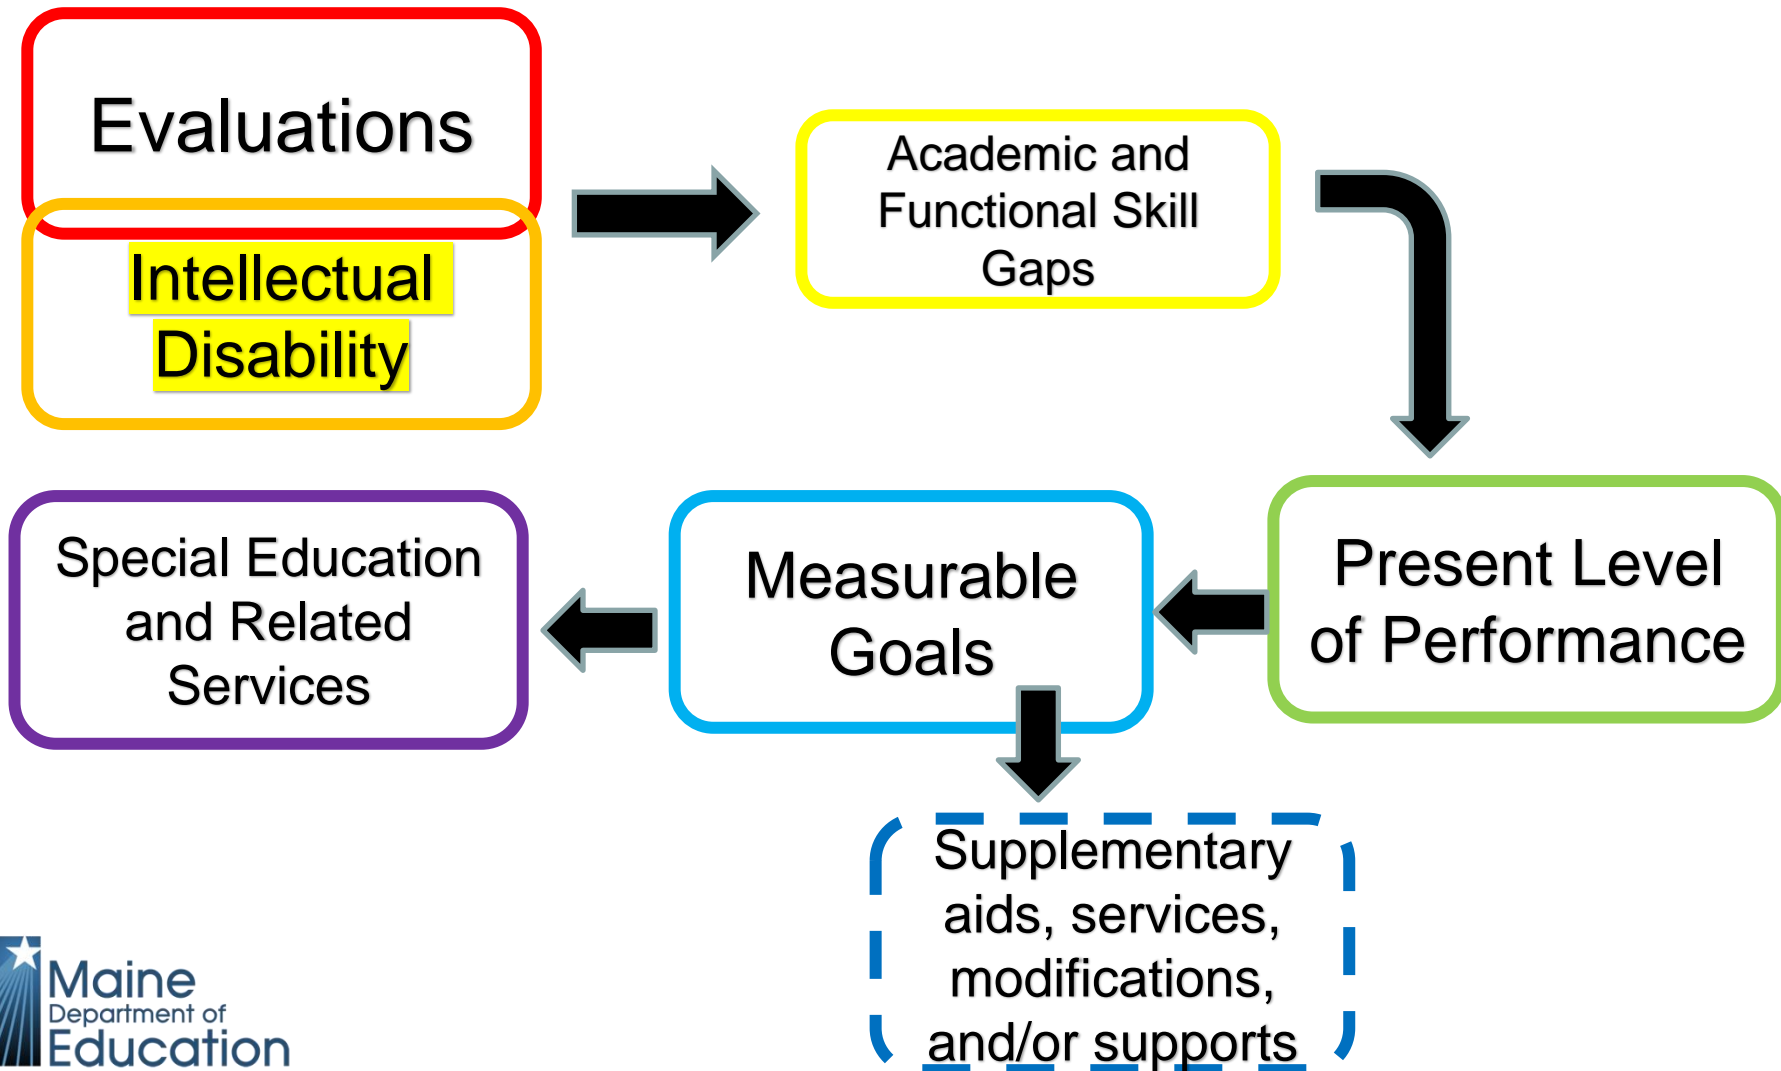 Evaluations
Intellectual
Disability
Academic and
Functional Skill
Gaps
Present Level
of Performance
Measurable
Goals
Special Education
and Related
Services
Supplementary
aids, services,
modifications,
and/or supports
Maine
Department of
Education